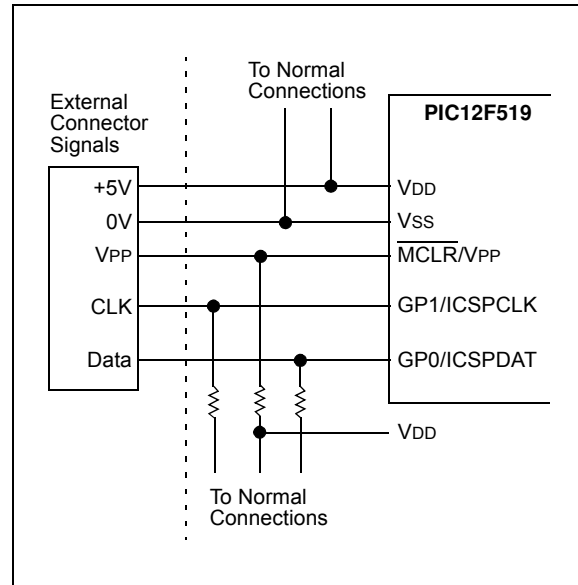 To Normal
Connections
External
Connector
Signals
PIC12F519
+5V
VDD
0V
VSS
VPP
MCLR/VPP
CLK
GP1/ICSPCLK
Data
GP0/ICSPDAT
VDD
To Normal
Connections